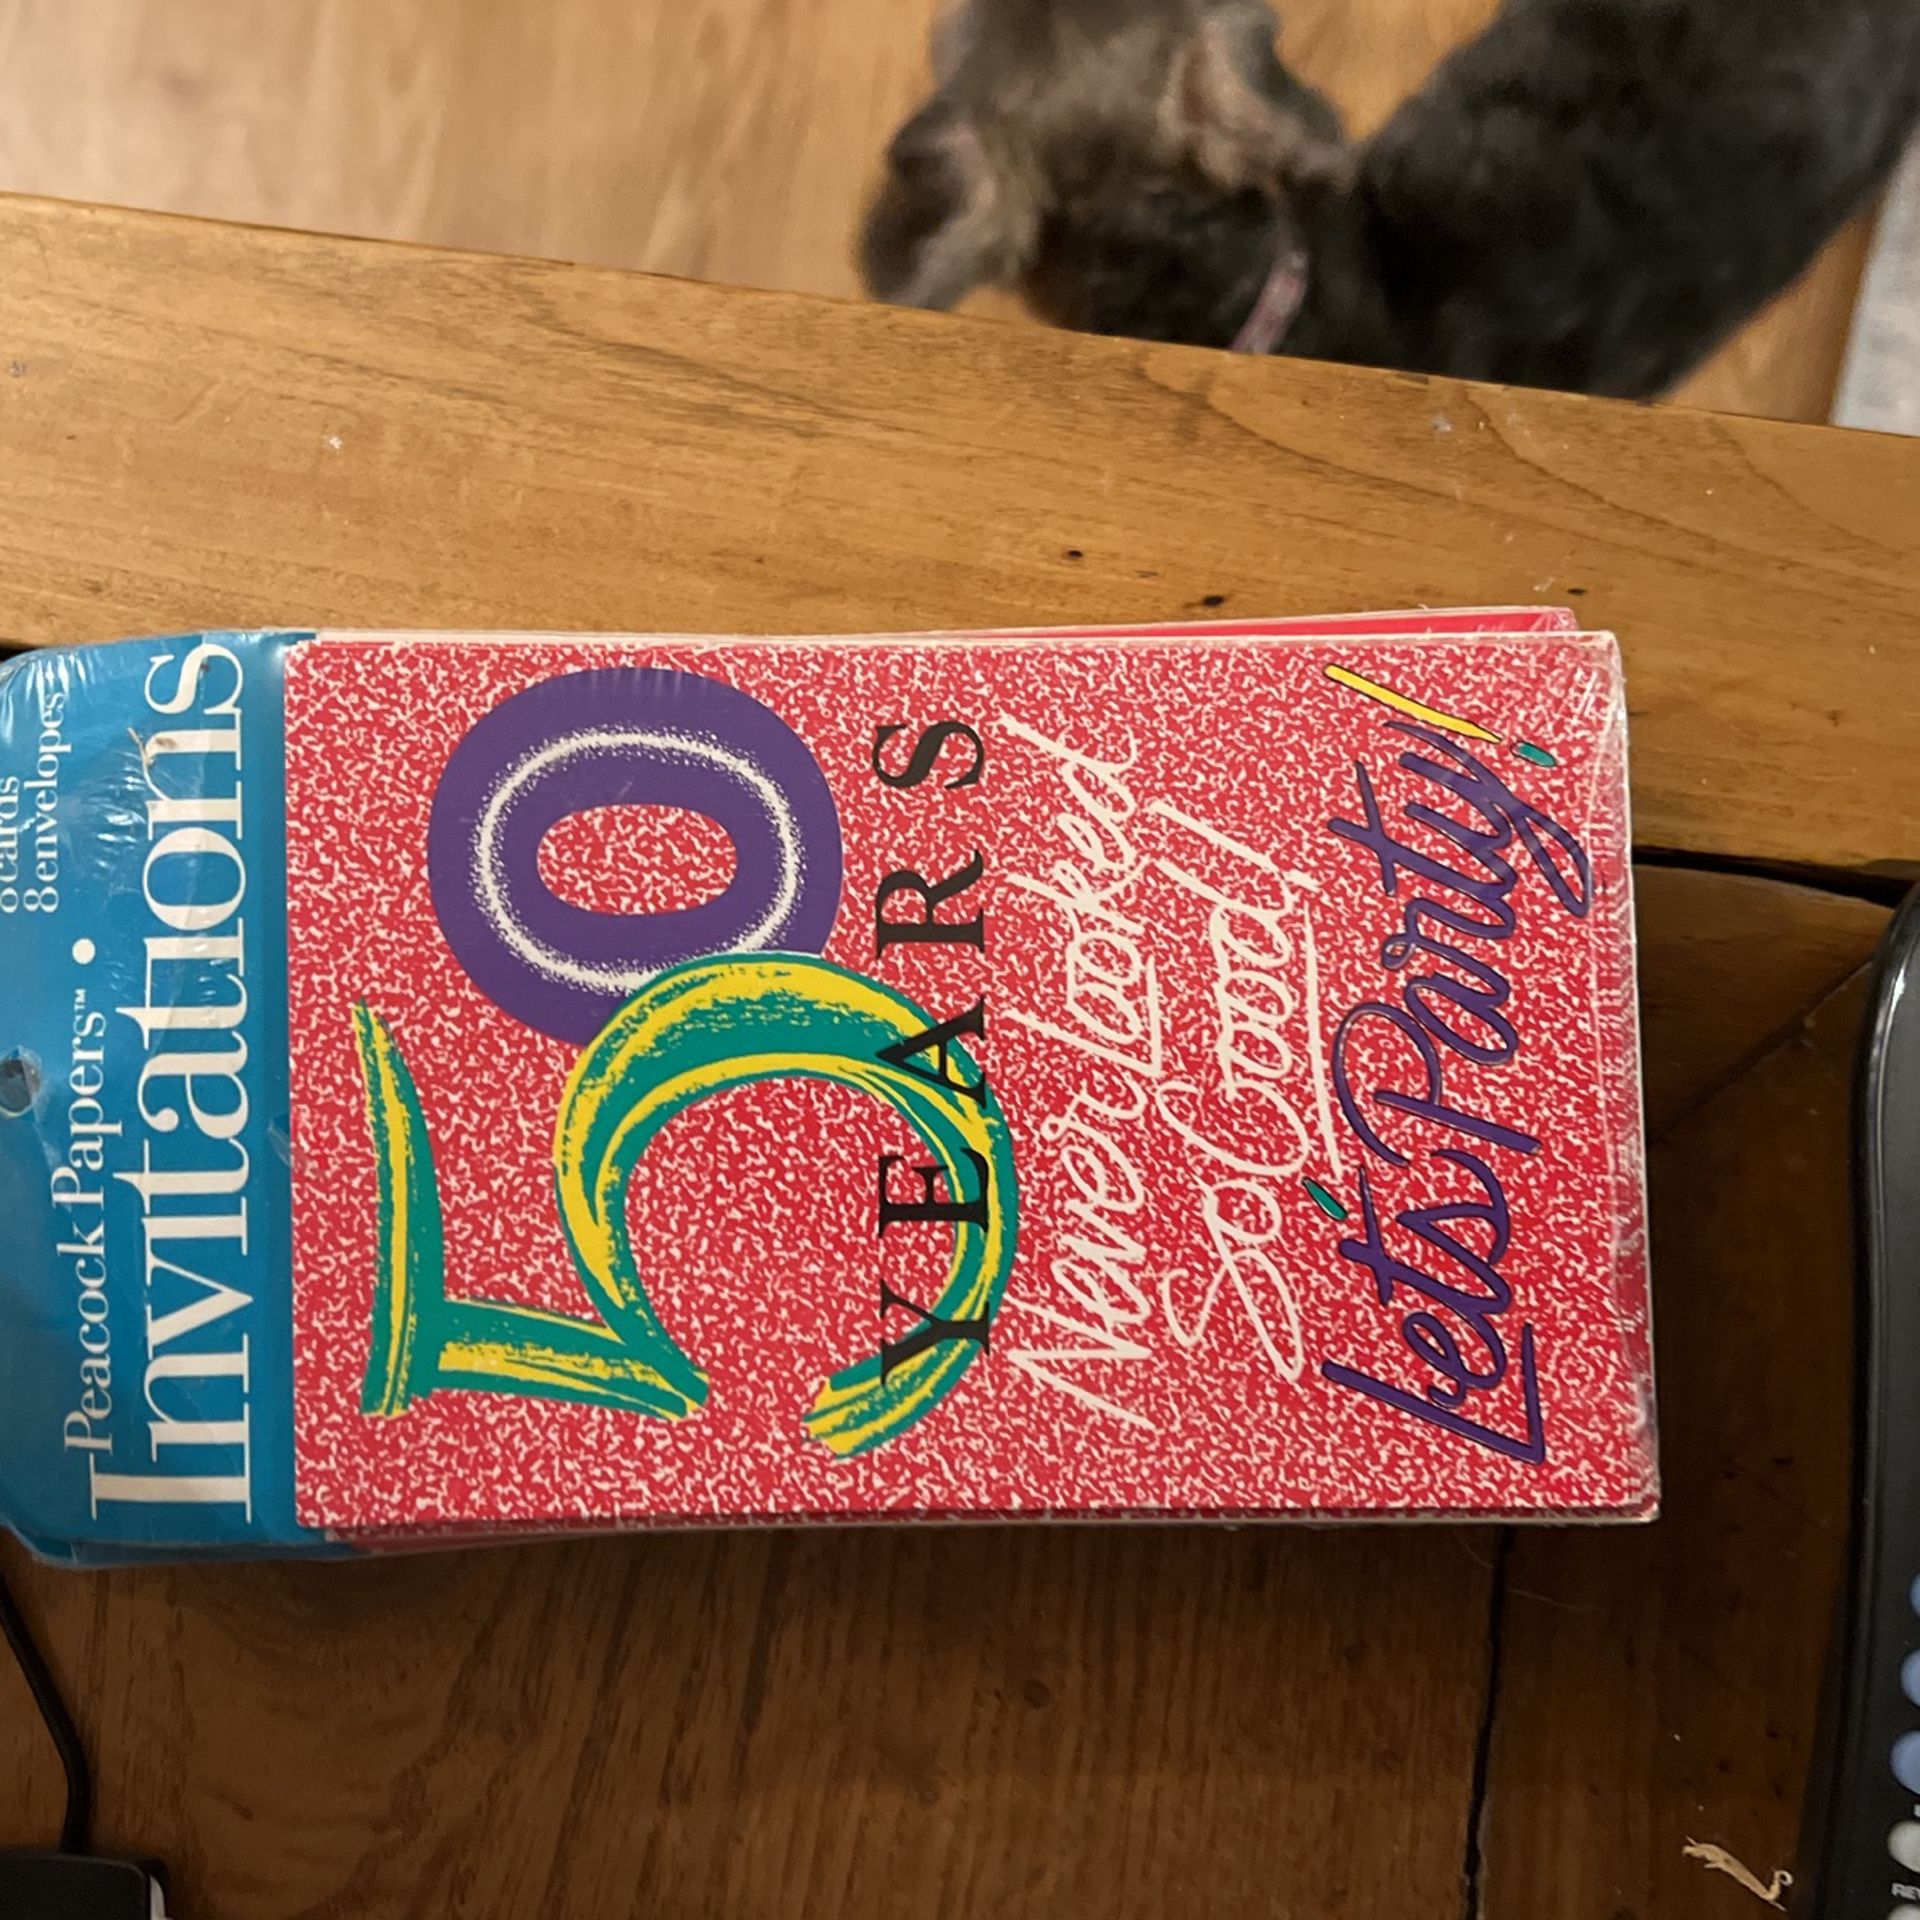 8 cards
8 envelopes
Peacock Papers™ •
Invitations
50
YEARS
Never Looked
So Good!
Let's Party!